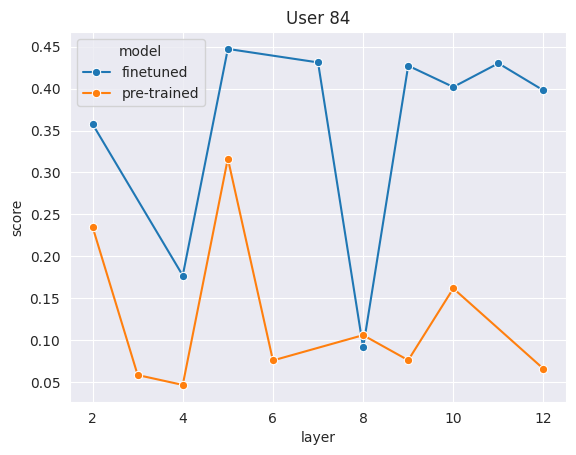 User 84
model
finetuned
pre-trained
score
0.45
0.40
0.35
0.30
0.25
0.20
0.15
0.10
0.05
2 4 6 8 10 12
layer